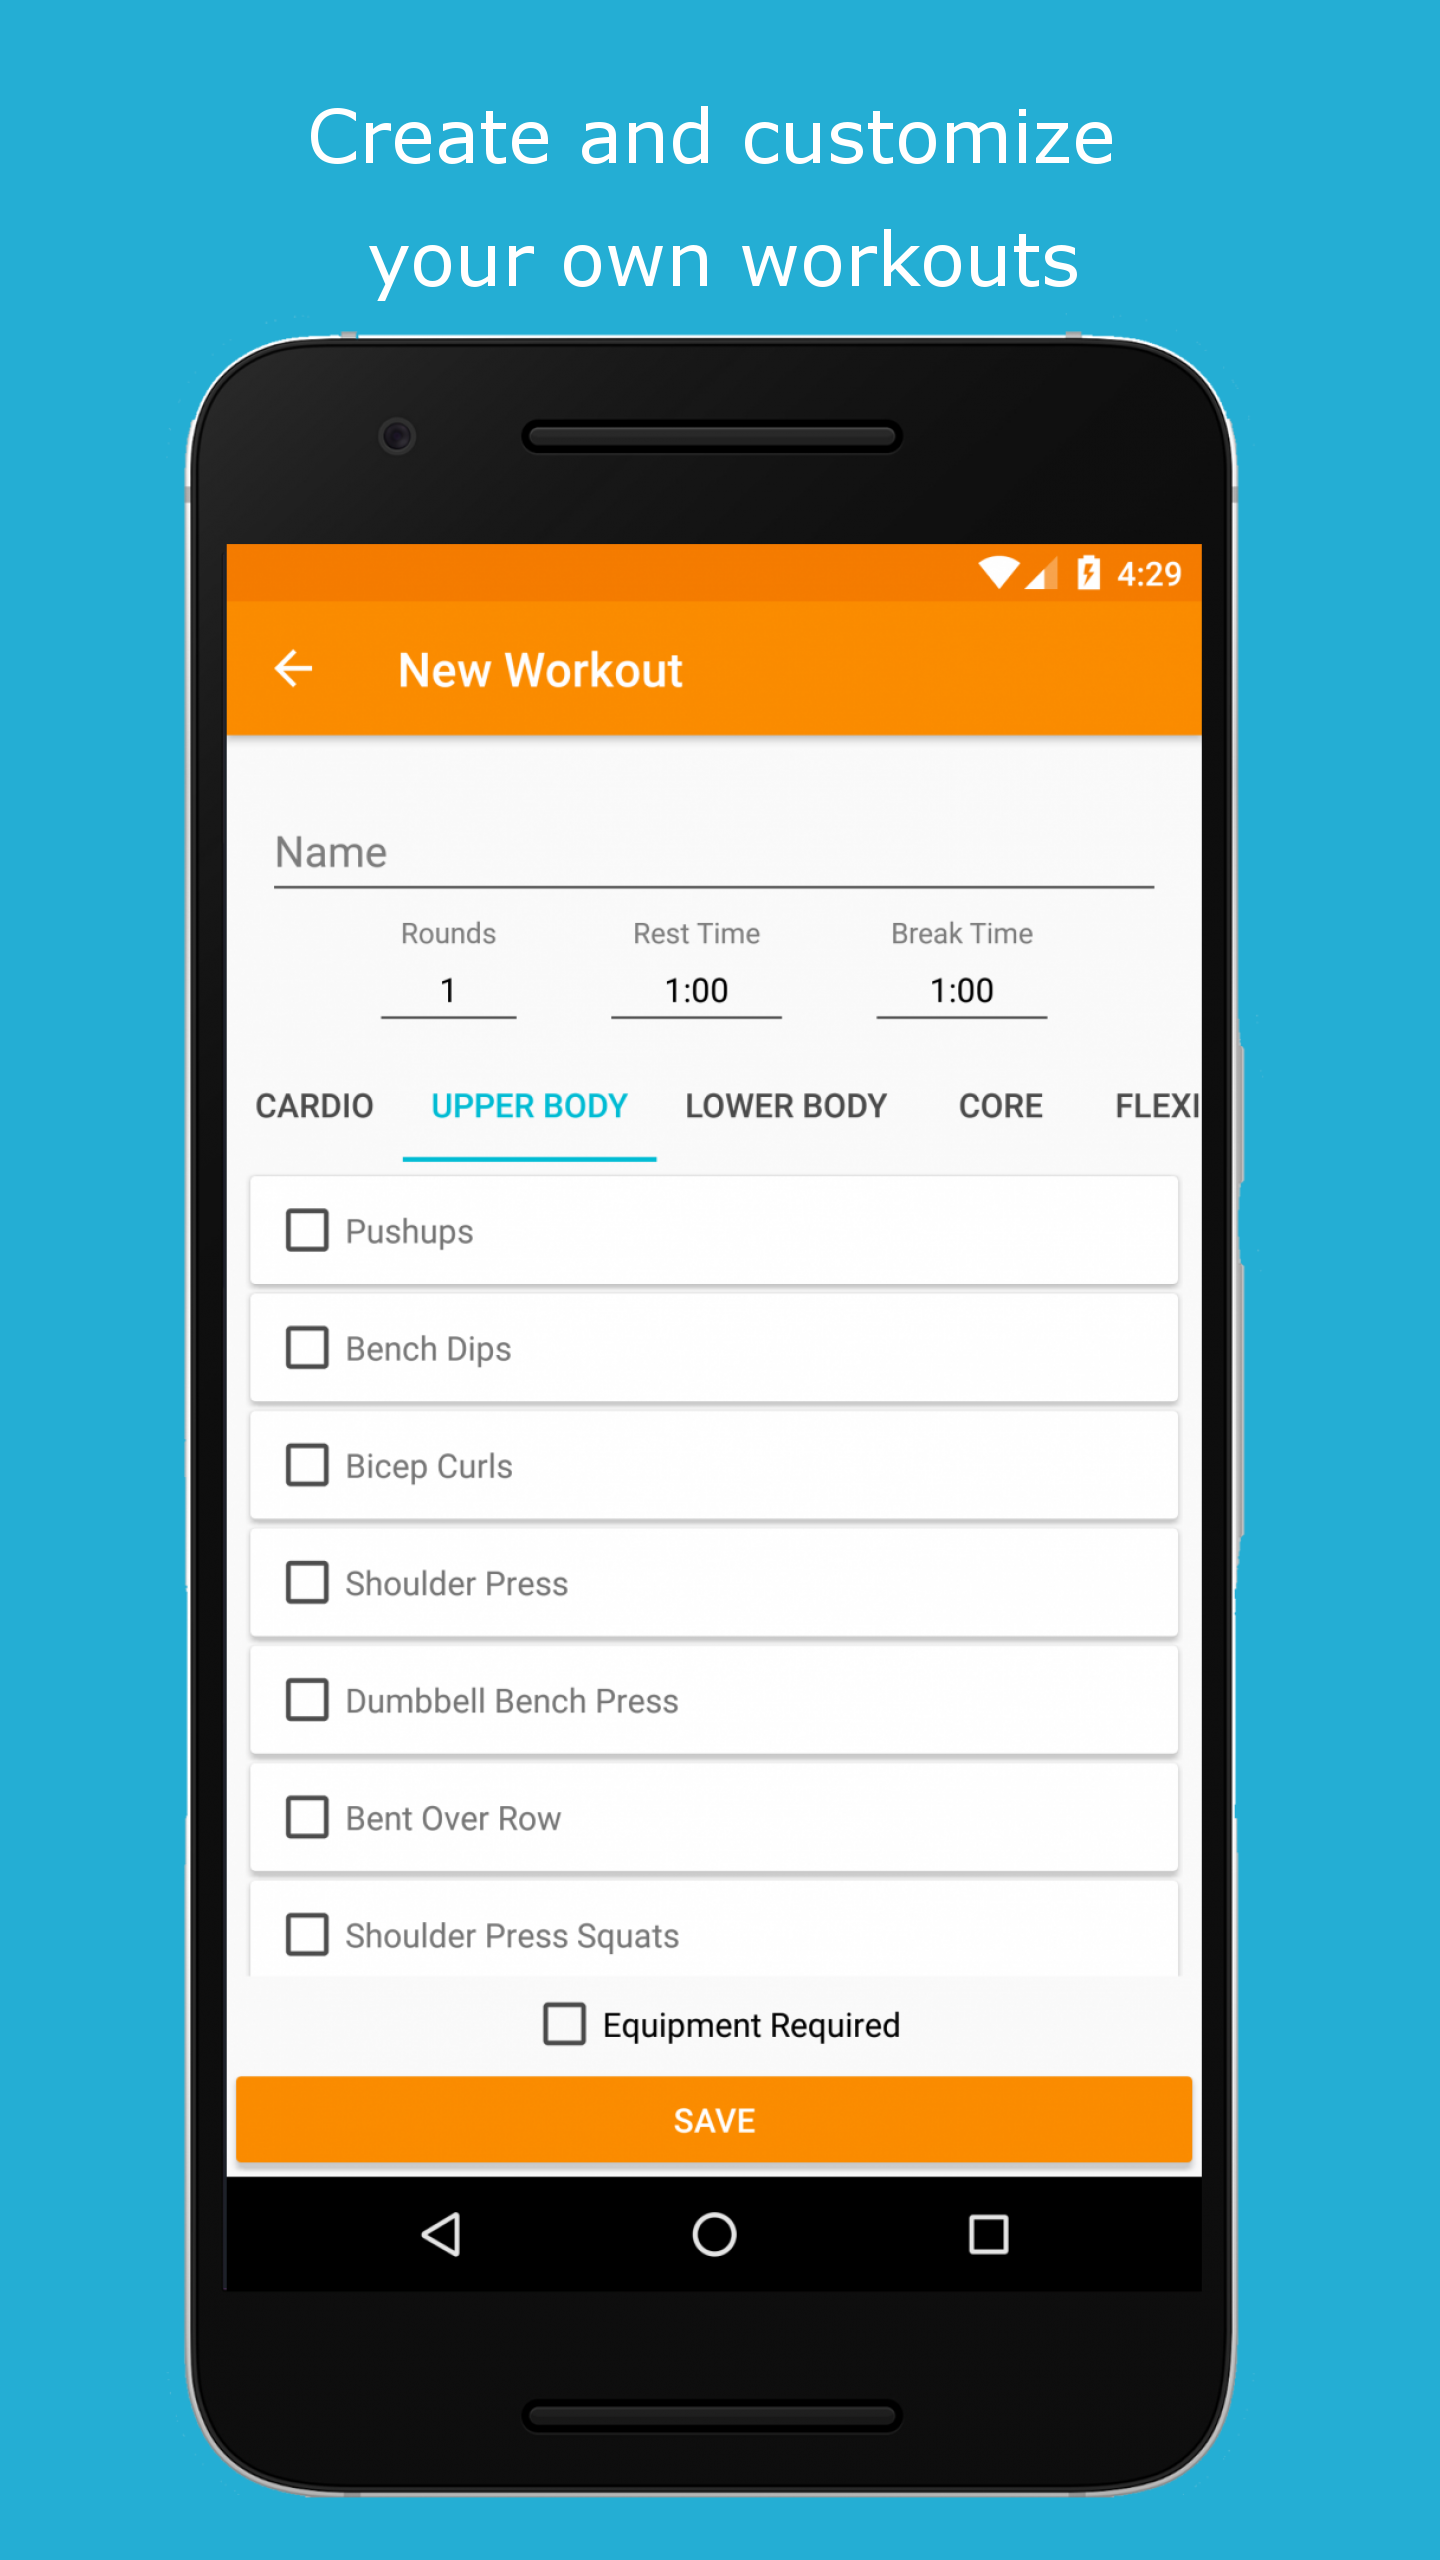 Create and customize
your own workouts
4:29
New Workout
Name
Rounds Rest Time Break Time
1 1:00 1:00
CARDIO UPPER BODY LOWER BODY CORE FLEXI
Pushups
Bench Dips
Bicep Curls
Shoulder Press
Dumbbell Bench Press
Bent Over Row
Shoulder Press Squats
Equipment Required
SAVE